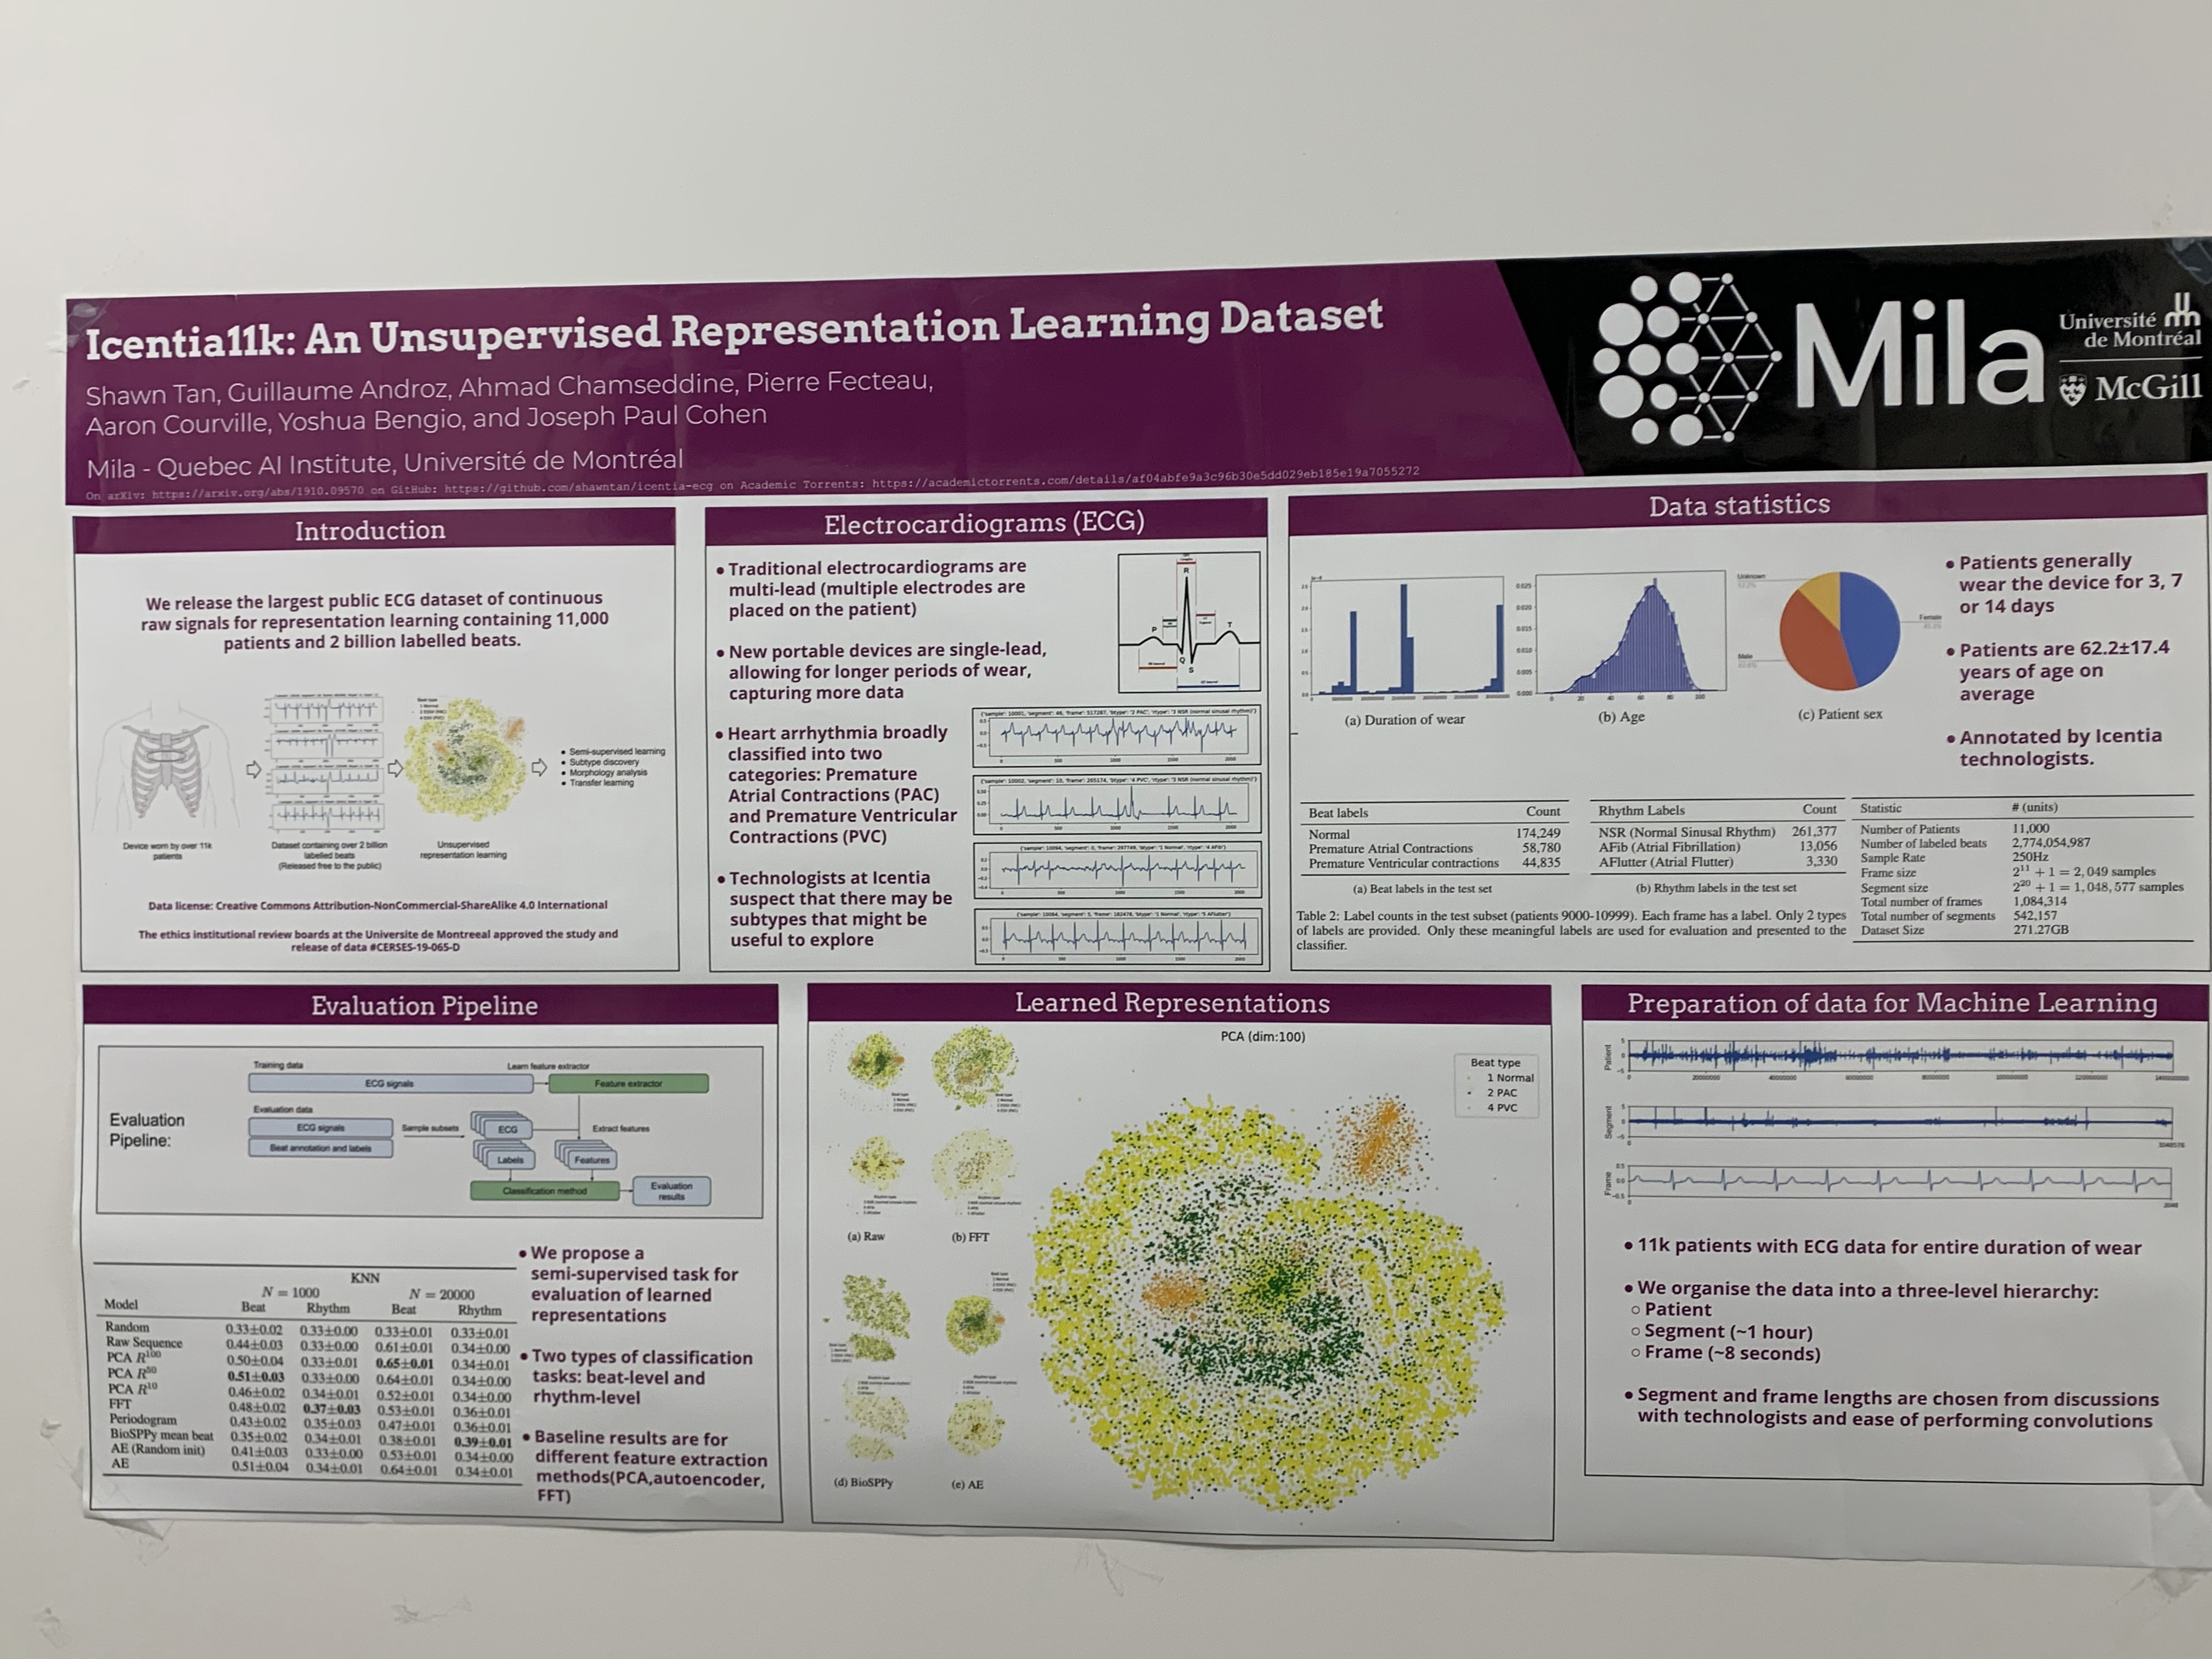 Icentia11k: An Unsupervised Representation Learning Dataset
Shawn Tan, Guillaume Androz, Ahmad Chamseddine, Pierre Fecteau,
Aaron Courville, Yoshua Bengio, and Joseph Paul Cohen
Mila - Quebec AI Institute, Université de Montréal
On arXiv: https://arxiv.org/abs/1910.09570 on GitHub: https://github.com/shawntan/icentia-ecg on Academic Torrents: https://academictorrents.com/details/af04abfe9a3c96b30e5dd029eb185e19a7055272
Mila
Université
de Montréal
McGill
Introduction
We release the largest public ECG dataset of continuous
raw signals for representation learning containing 11,000
patients and 2 billion labelled beats.
Device worn by over 11k
patients
Dataset containing over 2 billion
labelled beats
(Released free to the public)
Unsupervised
representation learning
• Semi-supervised learning
• Subtype discovery
• Morphology analysis
• Transfer learning
Data license: Creative Commons Attribution-NonCommercial-ShareAlike 4.0 International
The ethics institutional review boards at the Universite de Montreeal approved the study and
release of data #CERSES-19-065-D
Electrocardiograms (ECG)
• Traditional electrocardiograms are
multi-lead (multiple electrodes are
placed on the patient)
• New portable devices are single-lead,
allowing for longer periods of wear,
capturing more data
• Heart arrhythmia broadly
classified into two
categories: Premature
Atrial Contractions (PAC)
and Premature Ventricular
Contractions (PVC)
• Technologists at Icentia
suspect that there may be
subtypes that might be
useful to explore
R
P
T
Q
S
Data statistics
(a) Duration of wear
(b) Age
Unknown
Female
Male
(c) Patient sex
• Patients generally
wear the device for 3, 7
or 14 days
• Patients are 62.2±17.4
years of age on
average
• Annotated by Icentia
technologists.
Beat labels Count
Normal 174,249
Premature Atrial Contractions 58,780
Premature Ventricular contractions 44,835
(a) Beat labels in the test set
Rhythm Labels Count
NSR (Normal Sinusal Rhythm) 261,377
AFib (Atrial Fibrillation) 13,056
AFlutter (Atrial Flutter) 3,330
(b) Rhythm labels in the test set
Table 2: Label counts in the test subset (patients 9000-10999). Each frame has a label. Only 2 types
of labels are provided. Only these meaningful labels are used for evaluation and presented to the
classifier.
Statistic # (units)
Number of Patients 11,000
Number of labeled beats 2,774,054,987
Sample Rate 250Hz
Frame size 2¹¹ + 1 = 2,049 samples
Segment size 2²⁰ + 1 = 1,048,577 samples
Total number of frames 1,084,314
Total number of segments 542,157
Dataset Size 271.27GB
Evaluation Pipeline
Evaluation
Pipeline:
Training data
ECG signals
Learn feature extractor
Feature extractor
Evaluation data
ECG signals
Beat annotation and labels
Sample subsets
ECG
Labels
Extract features
Features
Classification method
Evaluation
results
KNN
N = 1000 N = 20000
Model Beat Rhythm Beat Rhythm
Random 0.33±0.02 0.33±0.00 0.33±0.01 0.33±0.01
Raw Sequence 0.44±0.03 0.33±0.00 0.61±0.01 0.34±0.00
PCA R¹⁰⁰ 0.50±0.04 0.33±0.01 0.65±0.01 0.34±0.01
PCA R⁵⁰ 0.51±0.03 0.33±0.00 0.64±0.01 0.34±0.00
PCA R¹⁰ 0.46±0.02 0.34±0.01 0.52±0.01 0.34±0.00
FFT 0.48±0.02 0.37±0.03 0.53±0.01 0.36±0.01
Periodogram 0.43±0.02 0.35±0.03 0.47±0.01 0.36±0.01
BioSPPy mean beat 0.35±0.02 0.34±0.01 0.38±0.01 0.39±0.01
AE (Random init) 0.41±0.03 0.33±0.00 0.53±0.01 0.34±0.00
AE 0.51±0.04 0.34±0.01 0.64±0.01 0.34±0.01
• We propose a
semi-supervised task for
evaluation of learned
representations
• Two types of classification
tasks: beat-level and
rhythm-level
• Baseline results are for
different feature extraction
methods(PCA,autoencoder,
FFT)
Learned Representations
PCA (dim:100)
Beat type
1 Normal
2 PAC
4 PVC
(a) Raw
(b) FFT
(d) BioSPPy
(e) AE
Preparation of data for Machine Learning
Patient
Segment
Frame
• 11k patients with ECG data for entire duration of wear
• We organise the data into a three-level hierarchy:
○ Patient
○ Segment (~1 hour)
○ Frame (~8 seconds)
• Segment and frame lengths are chosen from discussions
with technologists and ease of performing convolutions